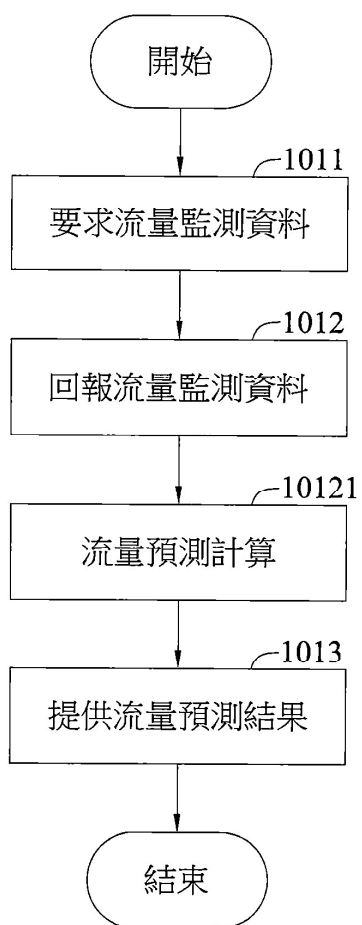 開始
1011
要求流量監測資料
1012
回報流量監測資料
10121
流量預測計算
1013
提供流量預測結果
結束